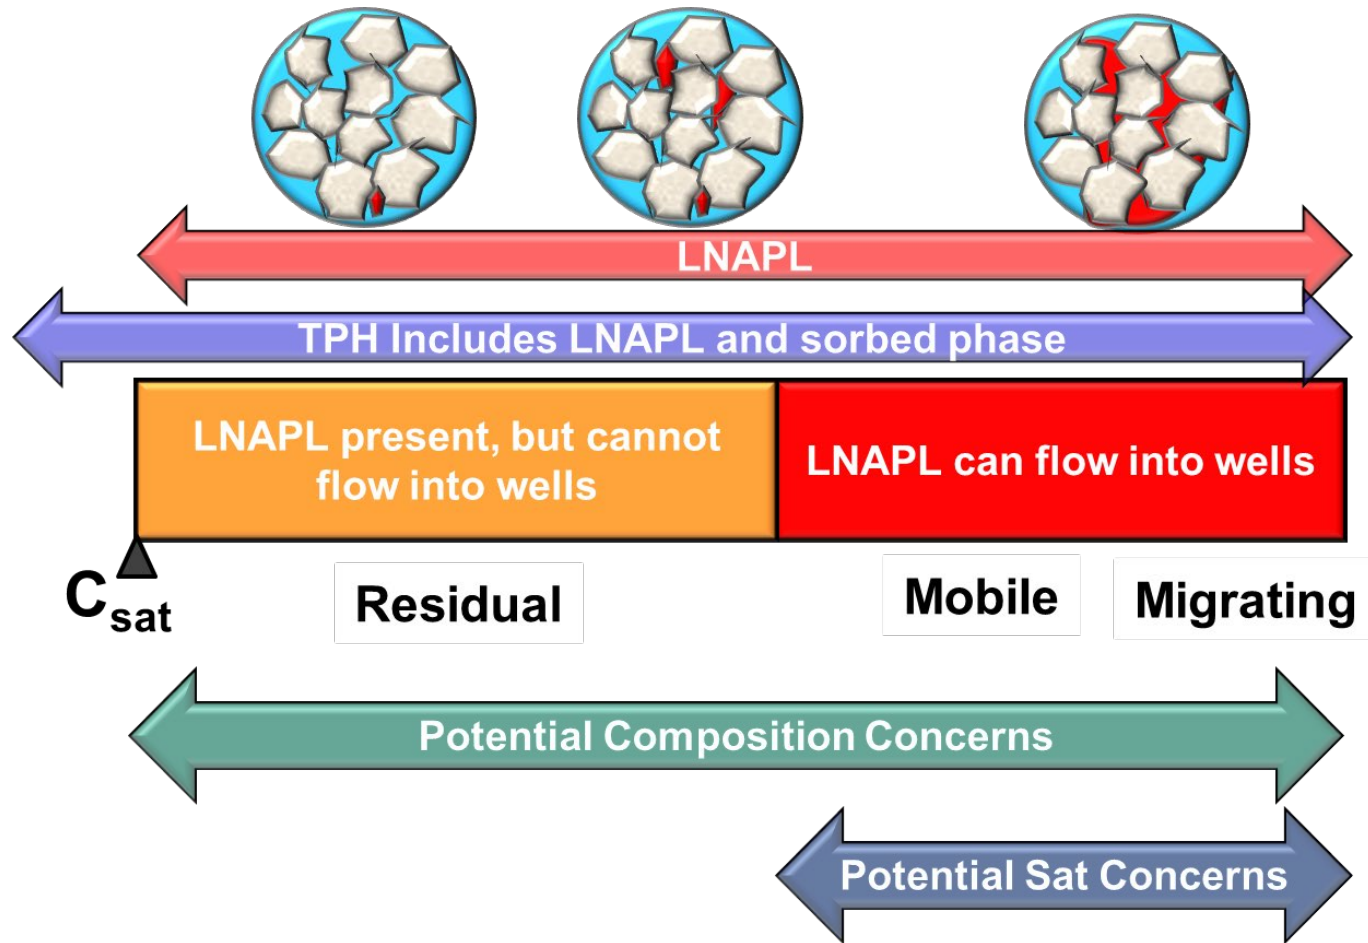 LNAPL
TPH Includes LNAPL and sorbed phase
LNAPL present, but cannot
flow into wells
LNAPL can flow into wells
Csat
Residual
Mobile
Migrating
Potential Composition Concerns
Potential Sat Concerns